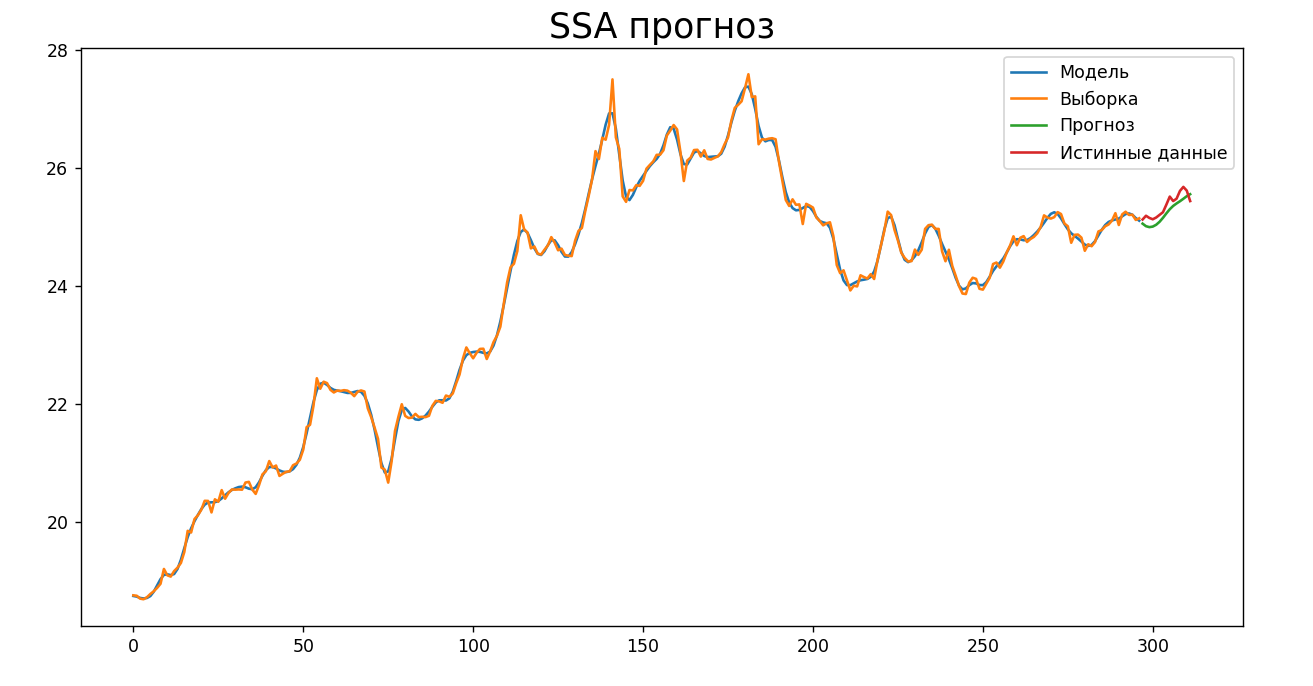 SSA прогноз
28
26
24
22
20
0 50 100 150 200 250 300
Модель
Выборка
Прогноз
Истинные данные